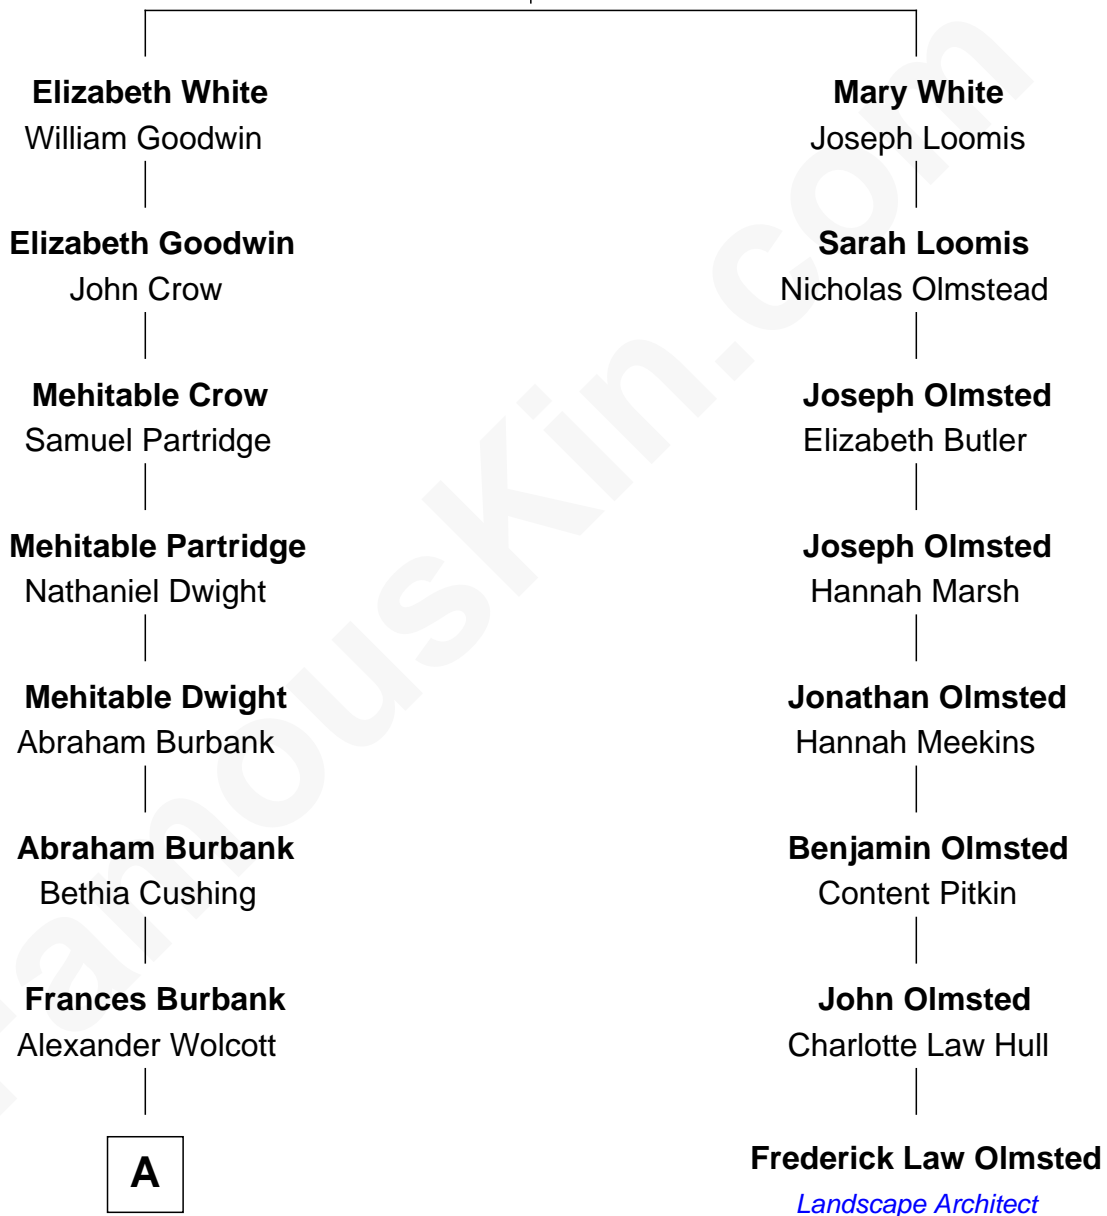 Elizabeth White
William Goodwin
Elizabeth Goodwin
John Crow
Mehitable Crow
Samuel Partridge
Mehitable Partridge
Nathaniel Dwight
Mehitable Dwight
Abraham Burbank
Abraham Burbank
Bethia Cushing
Frances Burbank
Alexander Wolcott
A
Mary White
Joseph Loomis
Sarah Loomis
Nicholas Olmstead
Joseph Olmsted
Elizabeth Butler
Joseph Olmsted
Hannah Marsh
Jonathan Olmsted
Hannah Meekins
Benjamin Olmsted
Content Pitkin
John Olmsted
Charlotte Law Hull
Frederick Law Olmsted
Landscape Architect
FamousKin.com